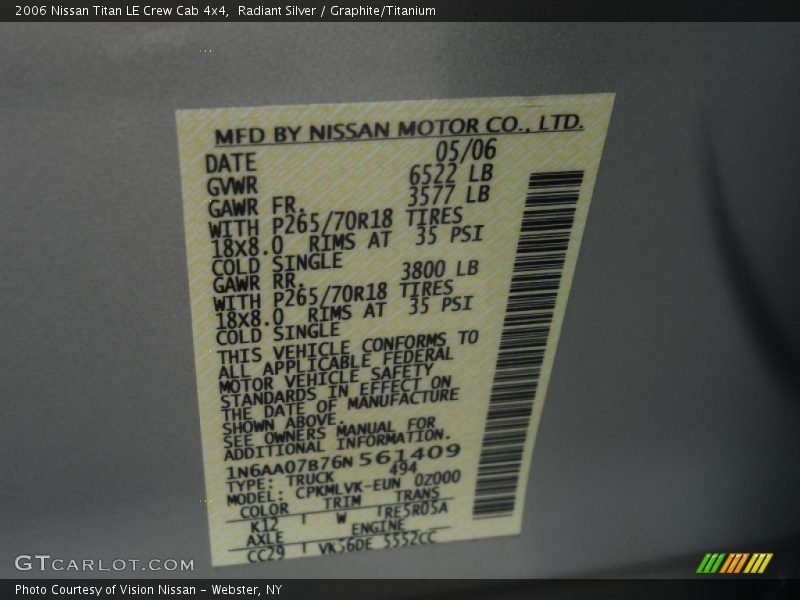 2006 Nissan Titan LE Crew Cab 4x4,  Radiant Silver / Graphite/Titanium
MFD BY NISSAN MOTOR CO., LTD.
DATE 05/06
GVWR 6522 LB
GAWR FR. 3577 LB
WITH P265/70R18 TIRES
18X8.0 RIMS AT 35 PSI
COLD SINGLE
GAWR RR. 3800 LB
WITH P265/70R18 TIRES
18X8.0 RIMS AT 35 PSI
COLD SINGLE
THIS VEHICLE CONFORMS TO
ALL APPLICABLE FEDERAL
MOTOR VEHICLE SAFETY
STANDARDS IN EFFECT ON
THE DATE OF MANUFACTURE
SHOWN ABOVE.
SEE OWNERS MANUAL FOR
ADDITIONAL INFORMATION.
1N6AA07B76N561409
TYPE: TRUCK 494
MODEL: CPKMLVK-EUN 0Z000
COLOR TRIM TRANS
K12 W RE5R05A
AXLE ENGINE
CC29 VK56DE 5552CC
GTCARLOT.COM
Photo Courtesy of Vision Nissan - Webster, NY